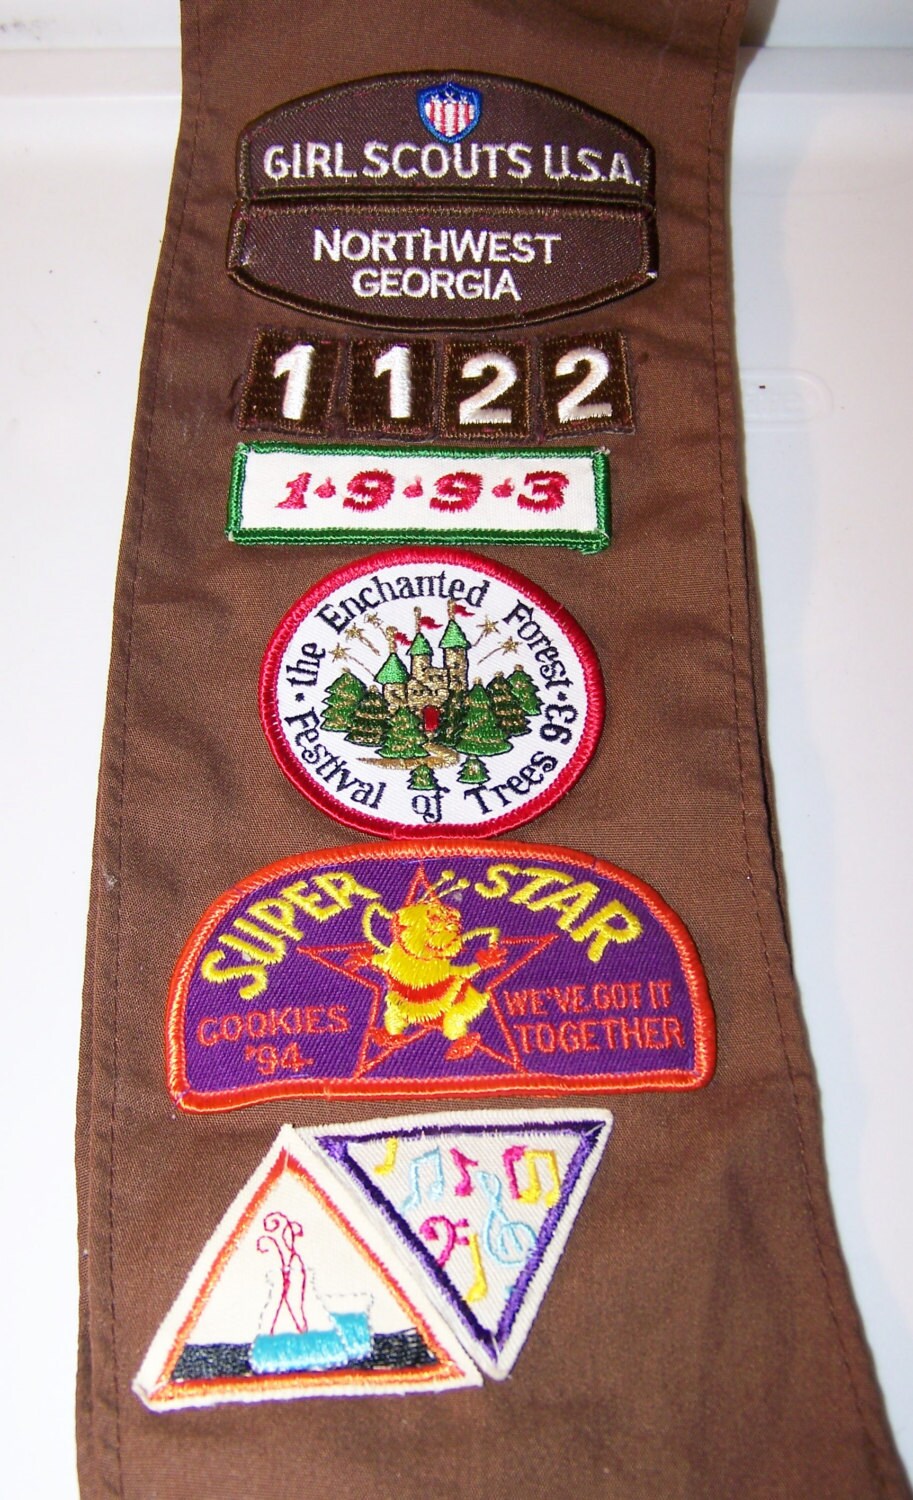 GIRL SCOUTS U.S.A.
NORTHWEST
GEORGIA
1122
1·9·9·3
· the Enchanted Forest ·
Festival of Trees 93
SUPER STAR
COOKIES
'94
WE'VE GOT IT
TOGETHER